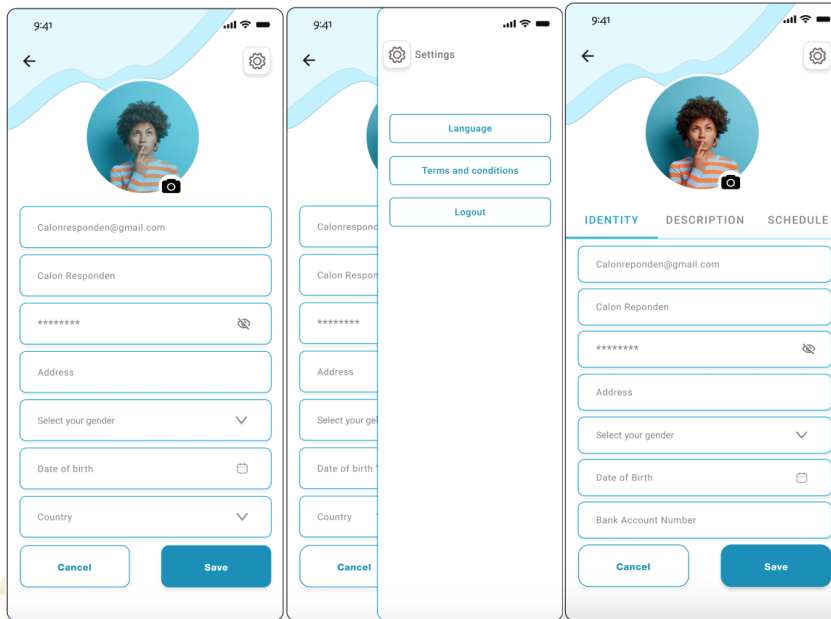 9:41
Calonresponden@gmail.com
Calon Responden
********
Address
Select your gender
Date of birth
Country
Cancel
Save
9:41
Calonrespond
Calon Respon
********
Address
Select your gel
Date of birth
Country
Cancel
Settings
Language
Terms and conditions
Logout
9:41
IDENTITY DESCRIPTION SCHEDULE
Calonreponden@gmail.com
Calon Reponden
********
Address
Select your gender
Date of Birth
Bank Account Number
Cancel
Save